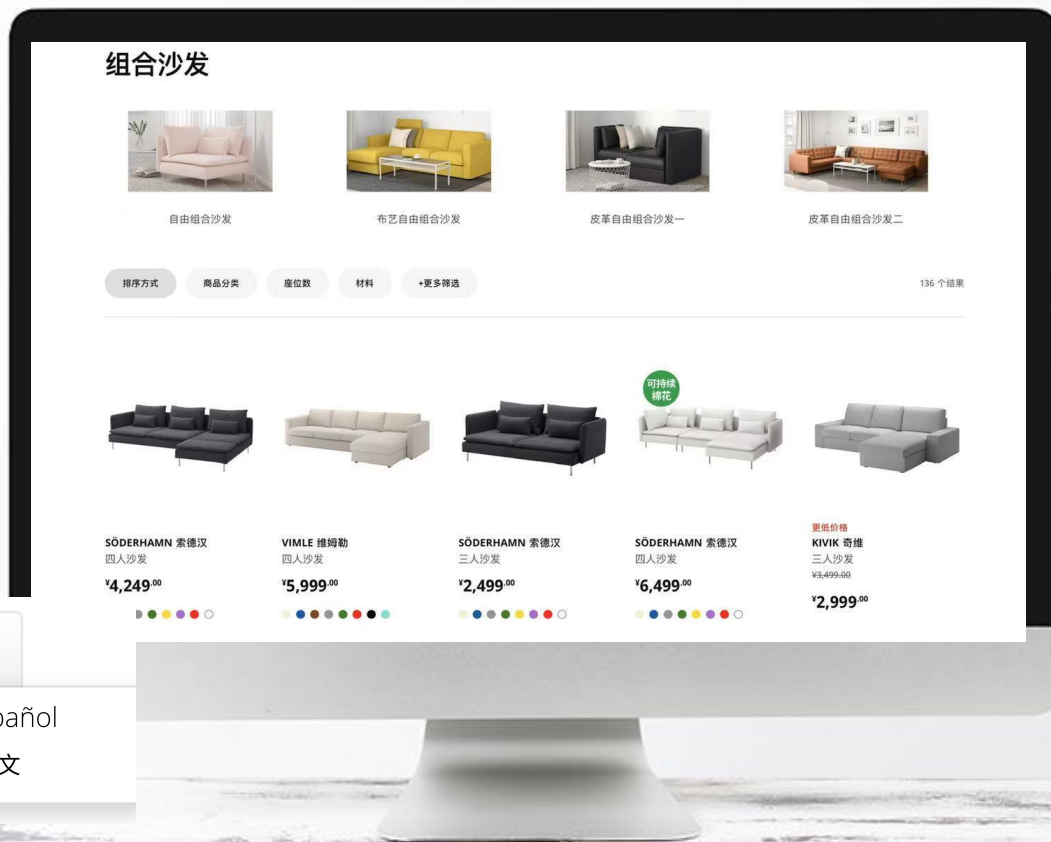 组合沙发
自由组合沙发
布艺自由组合沙发
皮革自由组合沙发一
皮革自由组合沙发二
排序方式
商品分类
座位数
材料
+更多筛选
136 个结果
可持续
棉花
SÖDERHAMN 索德汉
四人沙发
¥4,249.00
VIMLE 维姆勒
四人沙发
¥5,999.00
SÖDERHAMN 索德汉
三人沙发
¥2,499.00
SÖDERHAMN 索德汉
四人沙发
¥6,499.00
更低价格
KIVIK 奇维
三人沙发
¥3,499.00
¥2,999.00
pañol
文